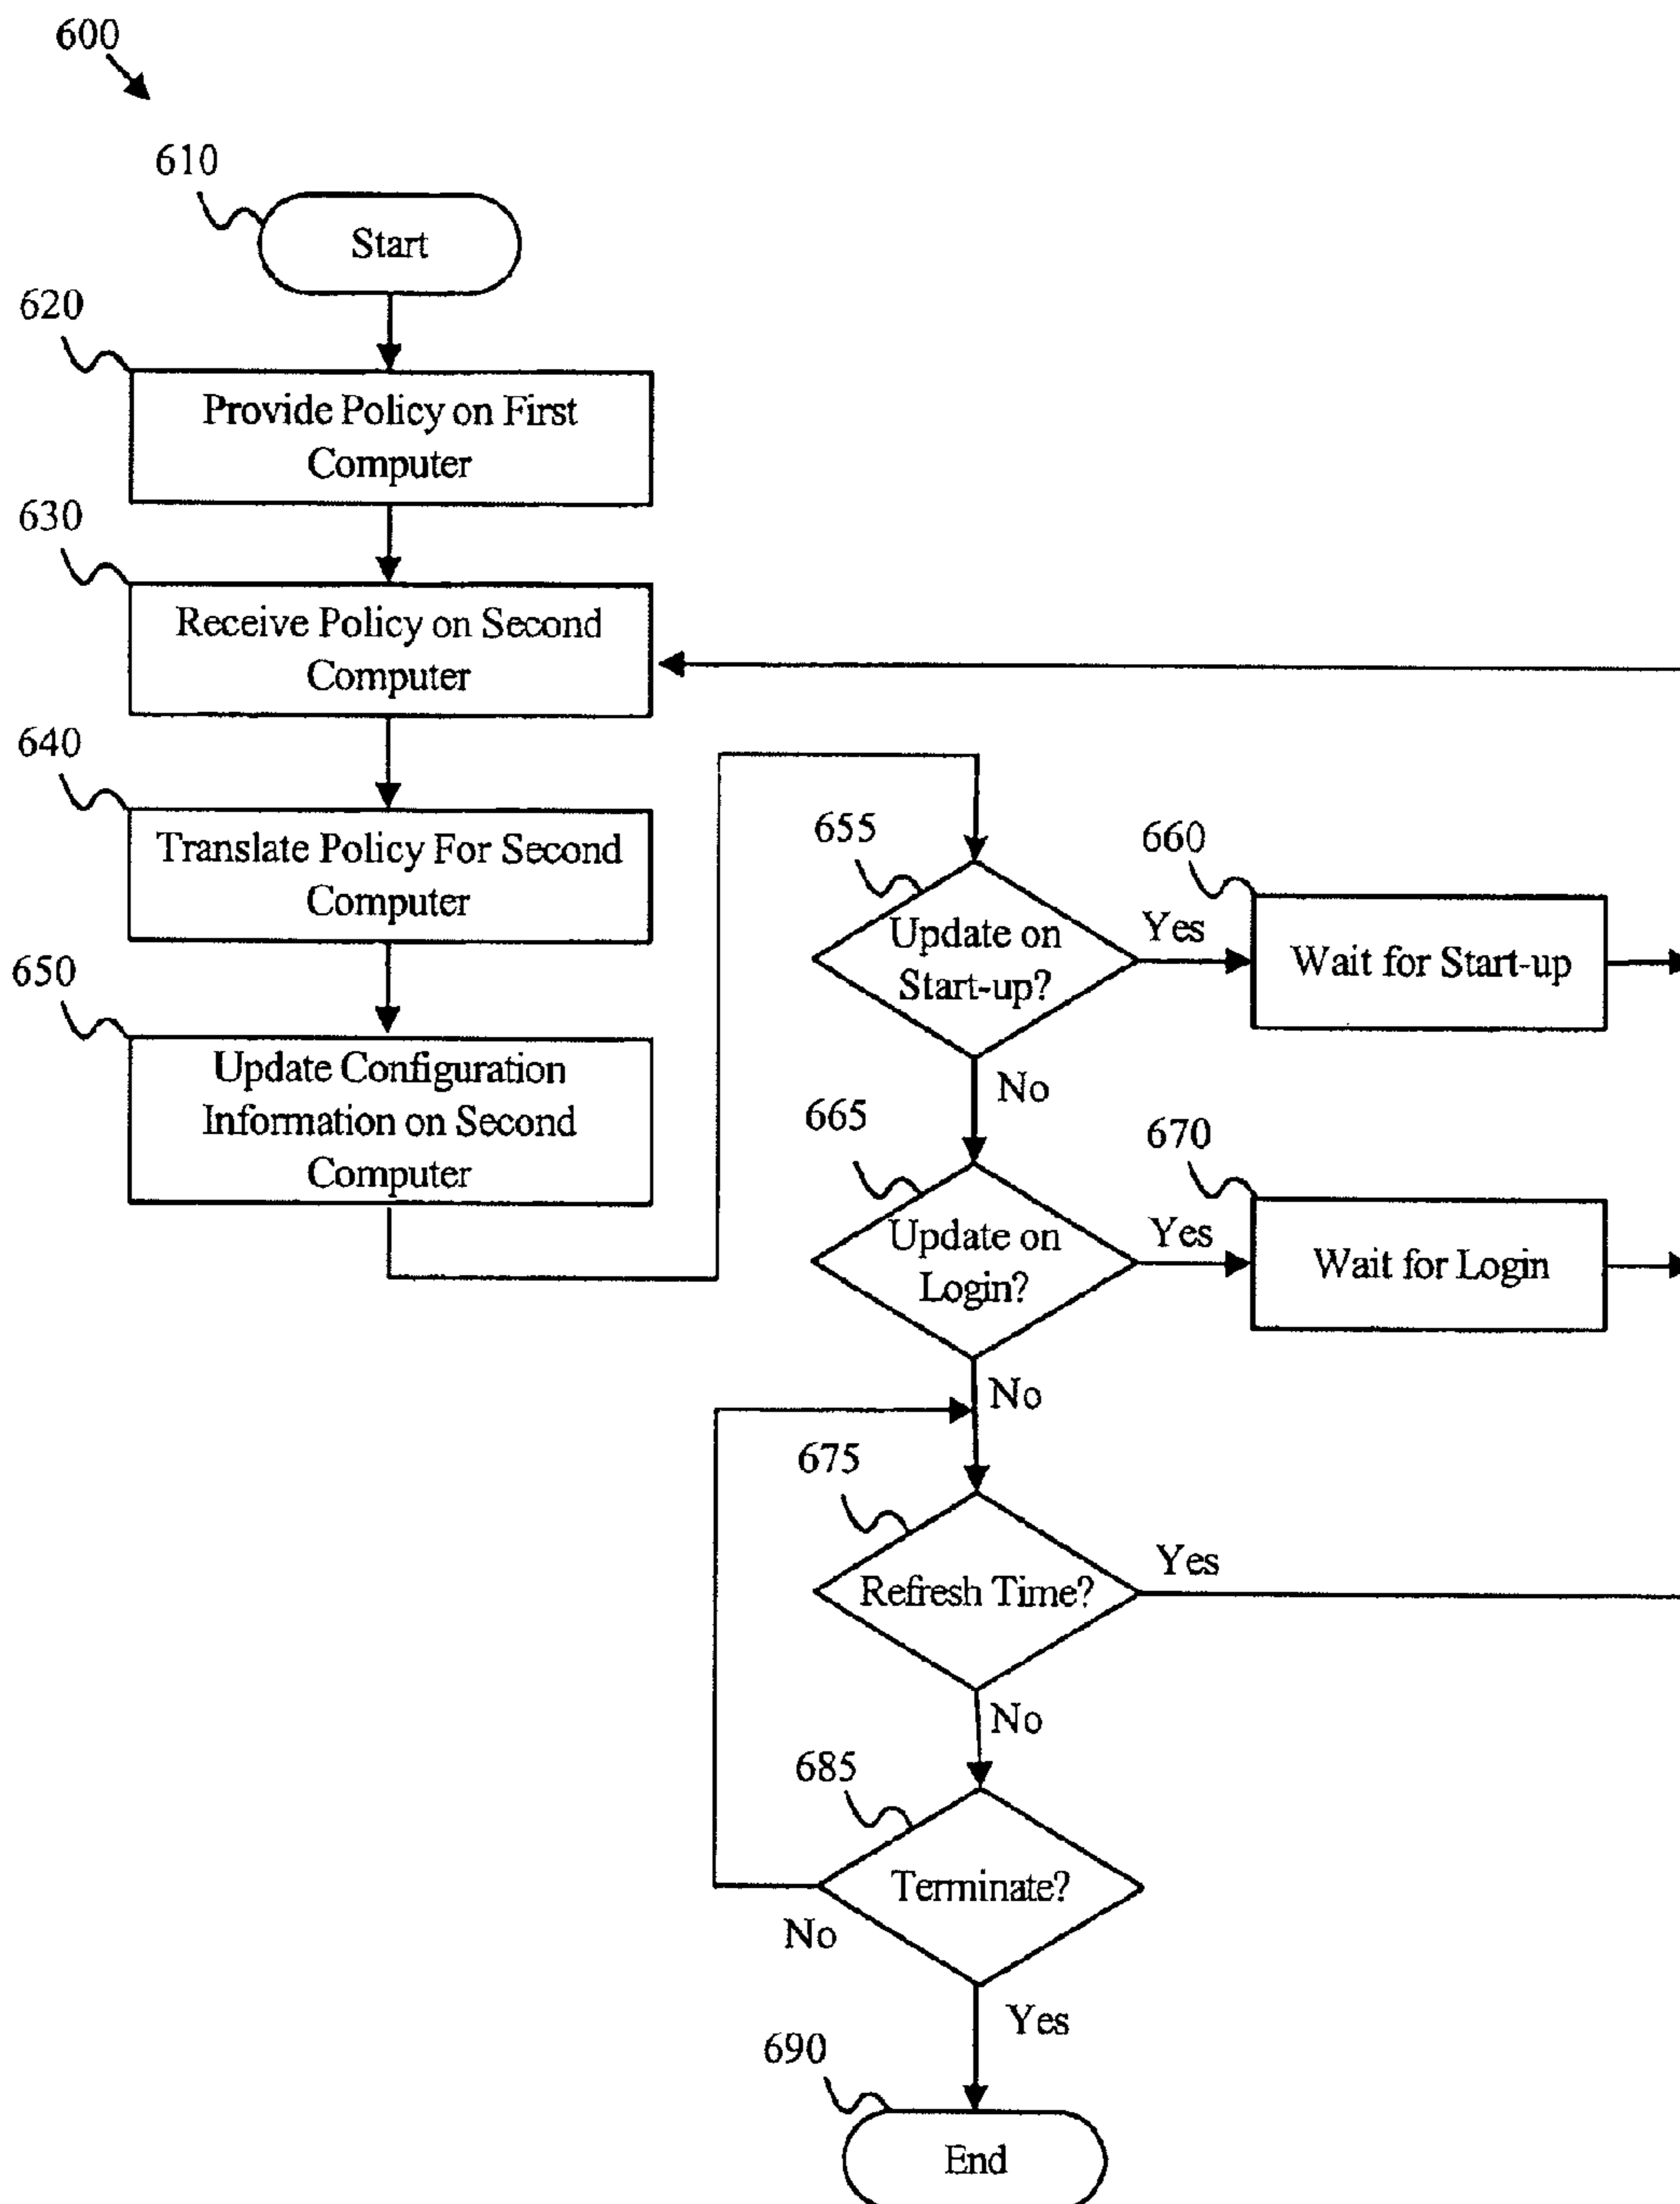 600
610
Start
620
Provide Policy on First
Computer
630
Receive Policy on Second
Computer
640
Translate Policy For Second
Computer
650
Update Configuration
Information on Second
Computer
655
Update on
Start-up?
Yes
660
Wait for Start-up
No
665
Update on
Login?
Yes
670
Wait for Login
No
675
Refresh Time?
Yes
No
685
Terminate?
No
Yes
690
End